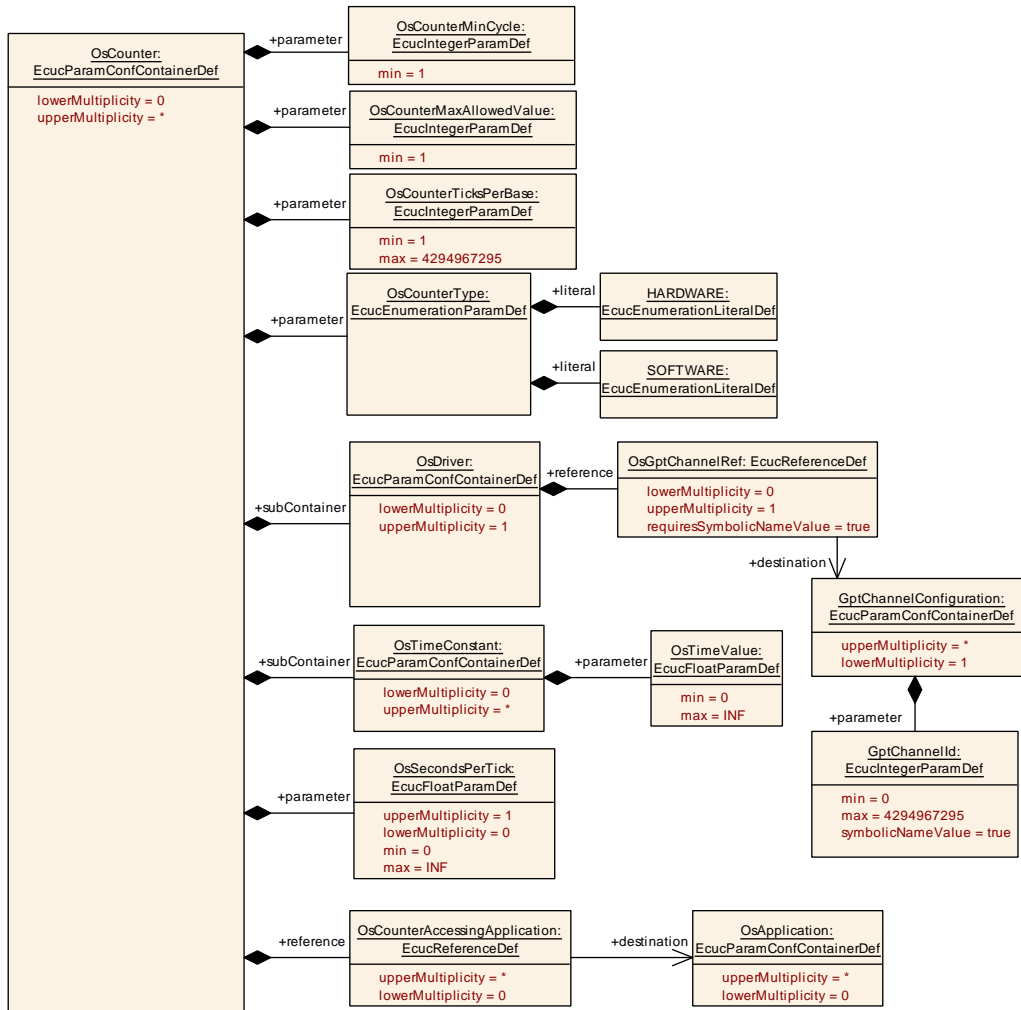 OsCounter:
EcucParamConfContainerDef
lowerMultiplicity = 0
upperMultiplicity = *
+parameter
OsCounterMinCycle:
EcucIntegerParamDef
min = 1
+parameter
OsCounterMaxAllowedValue:
EcucIntegerParamDef
min = 1
+parameter
OsCounterTicksPerBase:
EcucIntegerParamDef
min = 1
max = 4294967295
+parameter
OsCounterType:
EcucEnumerationParamDef
+literal
HARDWARE:
EcucEnumerationLiteralDef
+literal
SOFTWARE:
EcucEnumerationLiteralDef
+subContainer
OsDriver:
EcucParamConfContainerDef
lowerMultiplicity = 0
upperMultiplicity = 1
+reference
OsGptChannelRef: EcucReferenceDef
lowerMultiplicity = 0
upperMultiplicity = 1
requiresSymbolicNameValue = true
+destination
GptChannelConfiguration:
EcucParamConfContainerDef
upperMultiplicity = *
lowerMultiplicity = 1
+parameter
GptChannelId:
EcucIntegerParamDef
min = 0
max = 4294967295
symbolicNameValue = true
+subContainer
OsTimeConstant:
EcucParamConfContainerDef
lowerMultiplicity = 0
upperMultiplicity = *
+parameter
OsTimeValue:
EcucFloatParamDef
min = 0
max = INF
+parameter
OsSecondsPerTick:
EcucFloatParamDef
upperMultiplicity = 1
lowerMultiplicity = 0
min = 0
max = INF
+reference
OsCounterAccessingApplication:
EcucReferenceDef
upperMultiplicity = *
lowerMultiplicity = 0
+destination
OsApplication:
EcucParamConfContainerDef
upperMultiplicity = *
lowerMultiplicity = 0